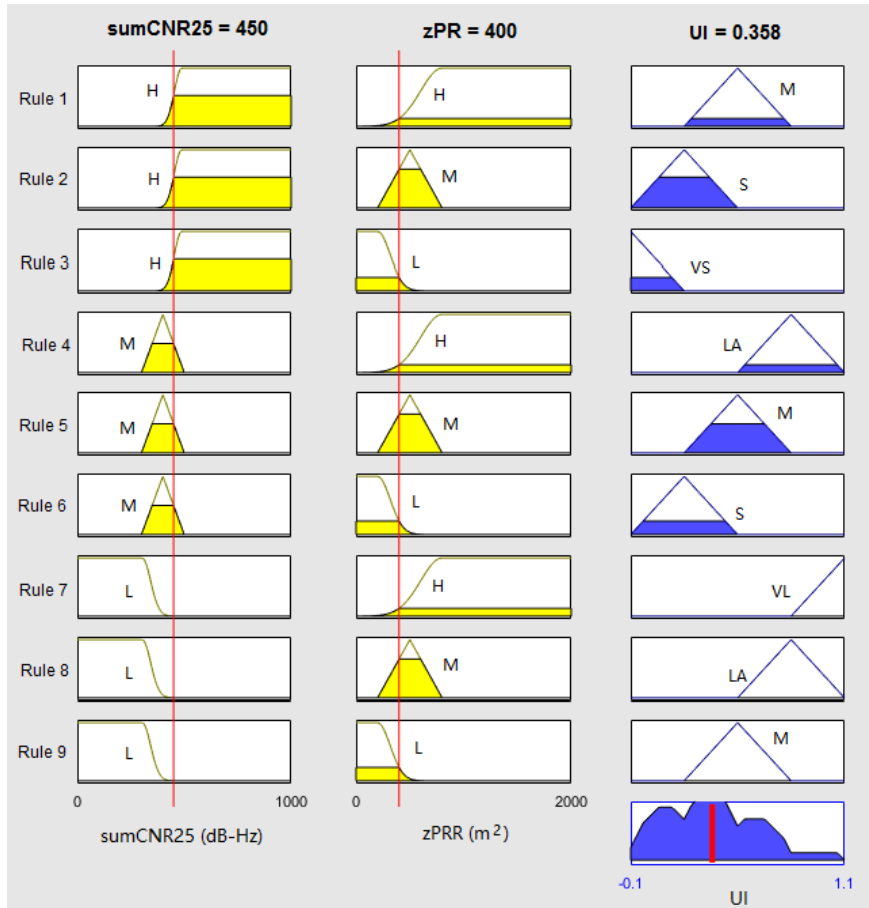 sumCNR25 = 450 zPR = 400 UI = 0.358
Rule 1 H H M
Rule 2 H M S
Rule 3 H L VS
Rule 4 M H LA
Rule 5 M M M
Rule 6 M L S
Rule 7 L H VL
Rule 8 L M LA
Rule 9 L L M
0 1000 0 2000
sumCNR25 (dB-Hz) zPRR (m²)
-0.1 1.1
UI